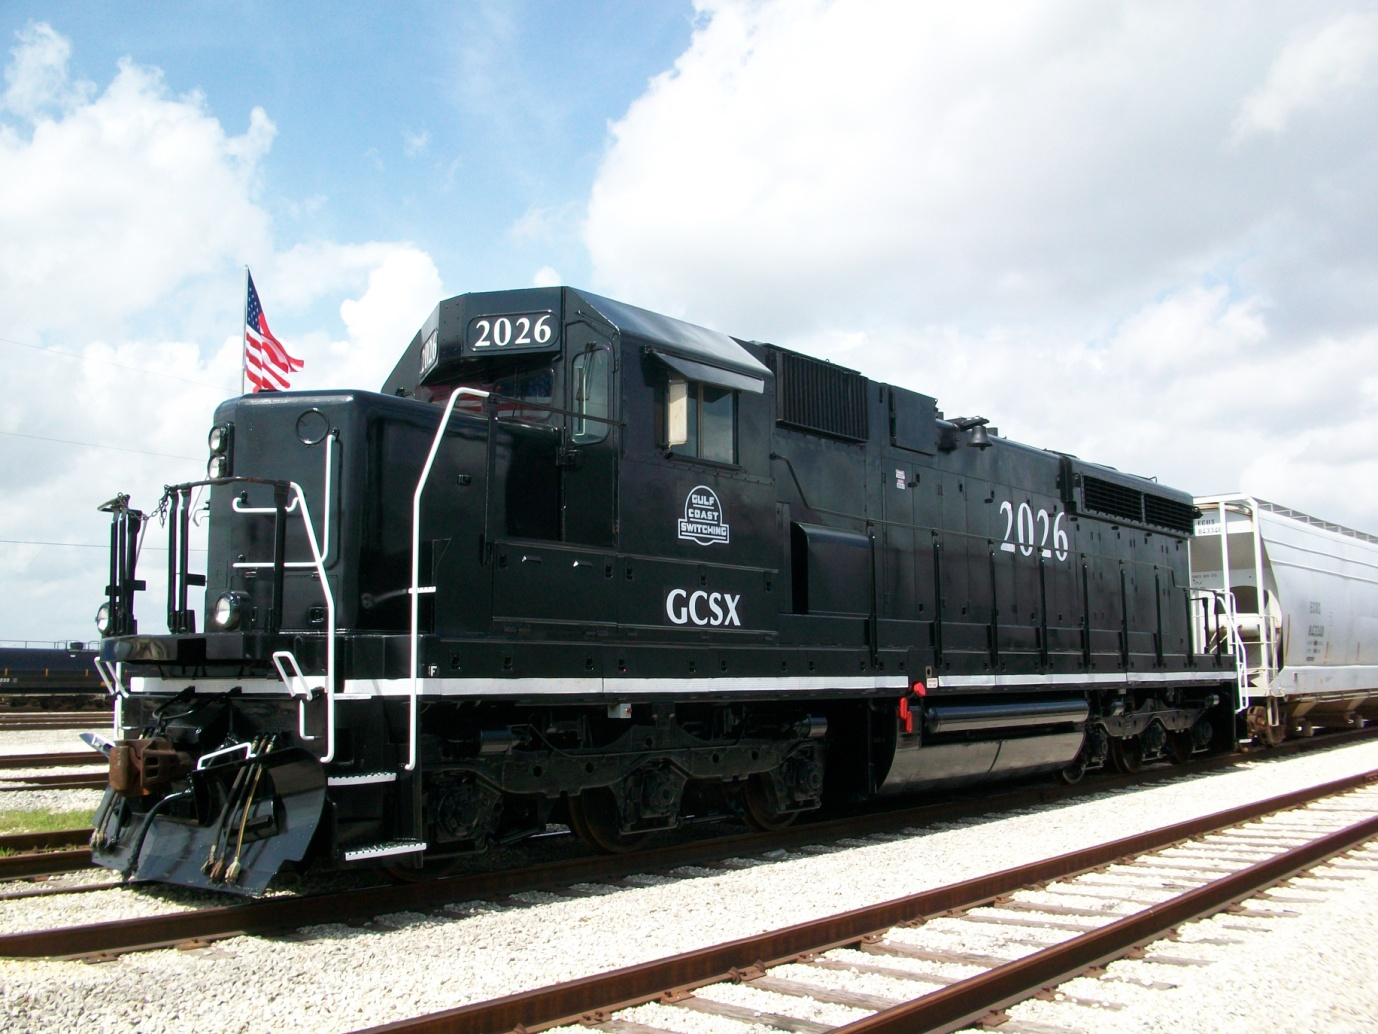 2026
GULF
COAST
SWITCHING
2026
GCSX
F